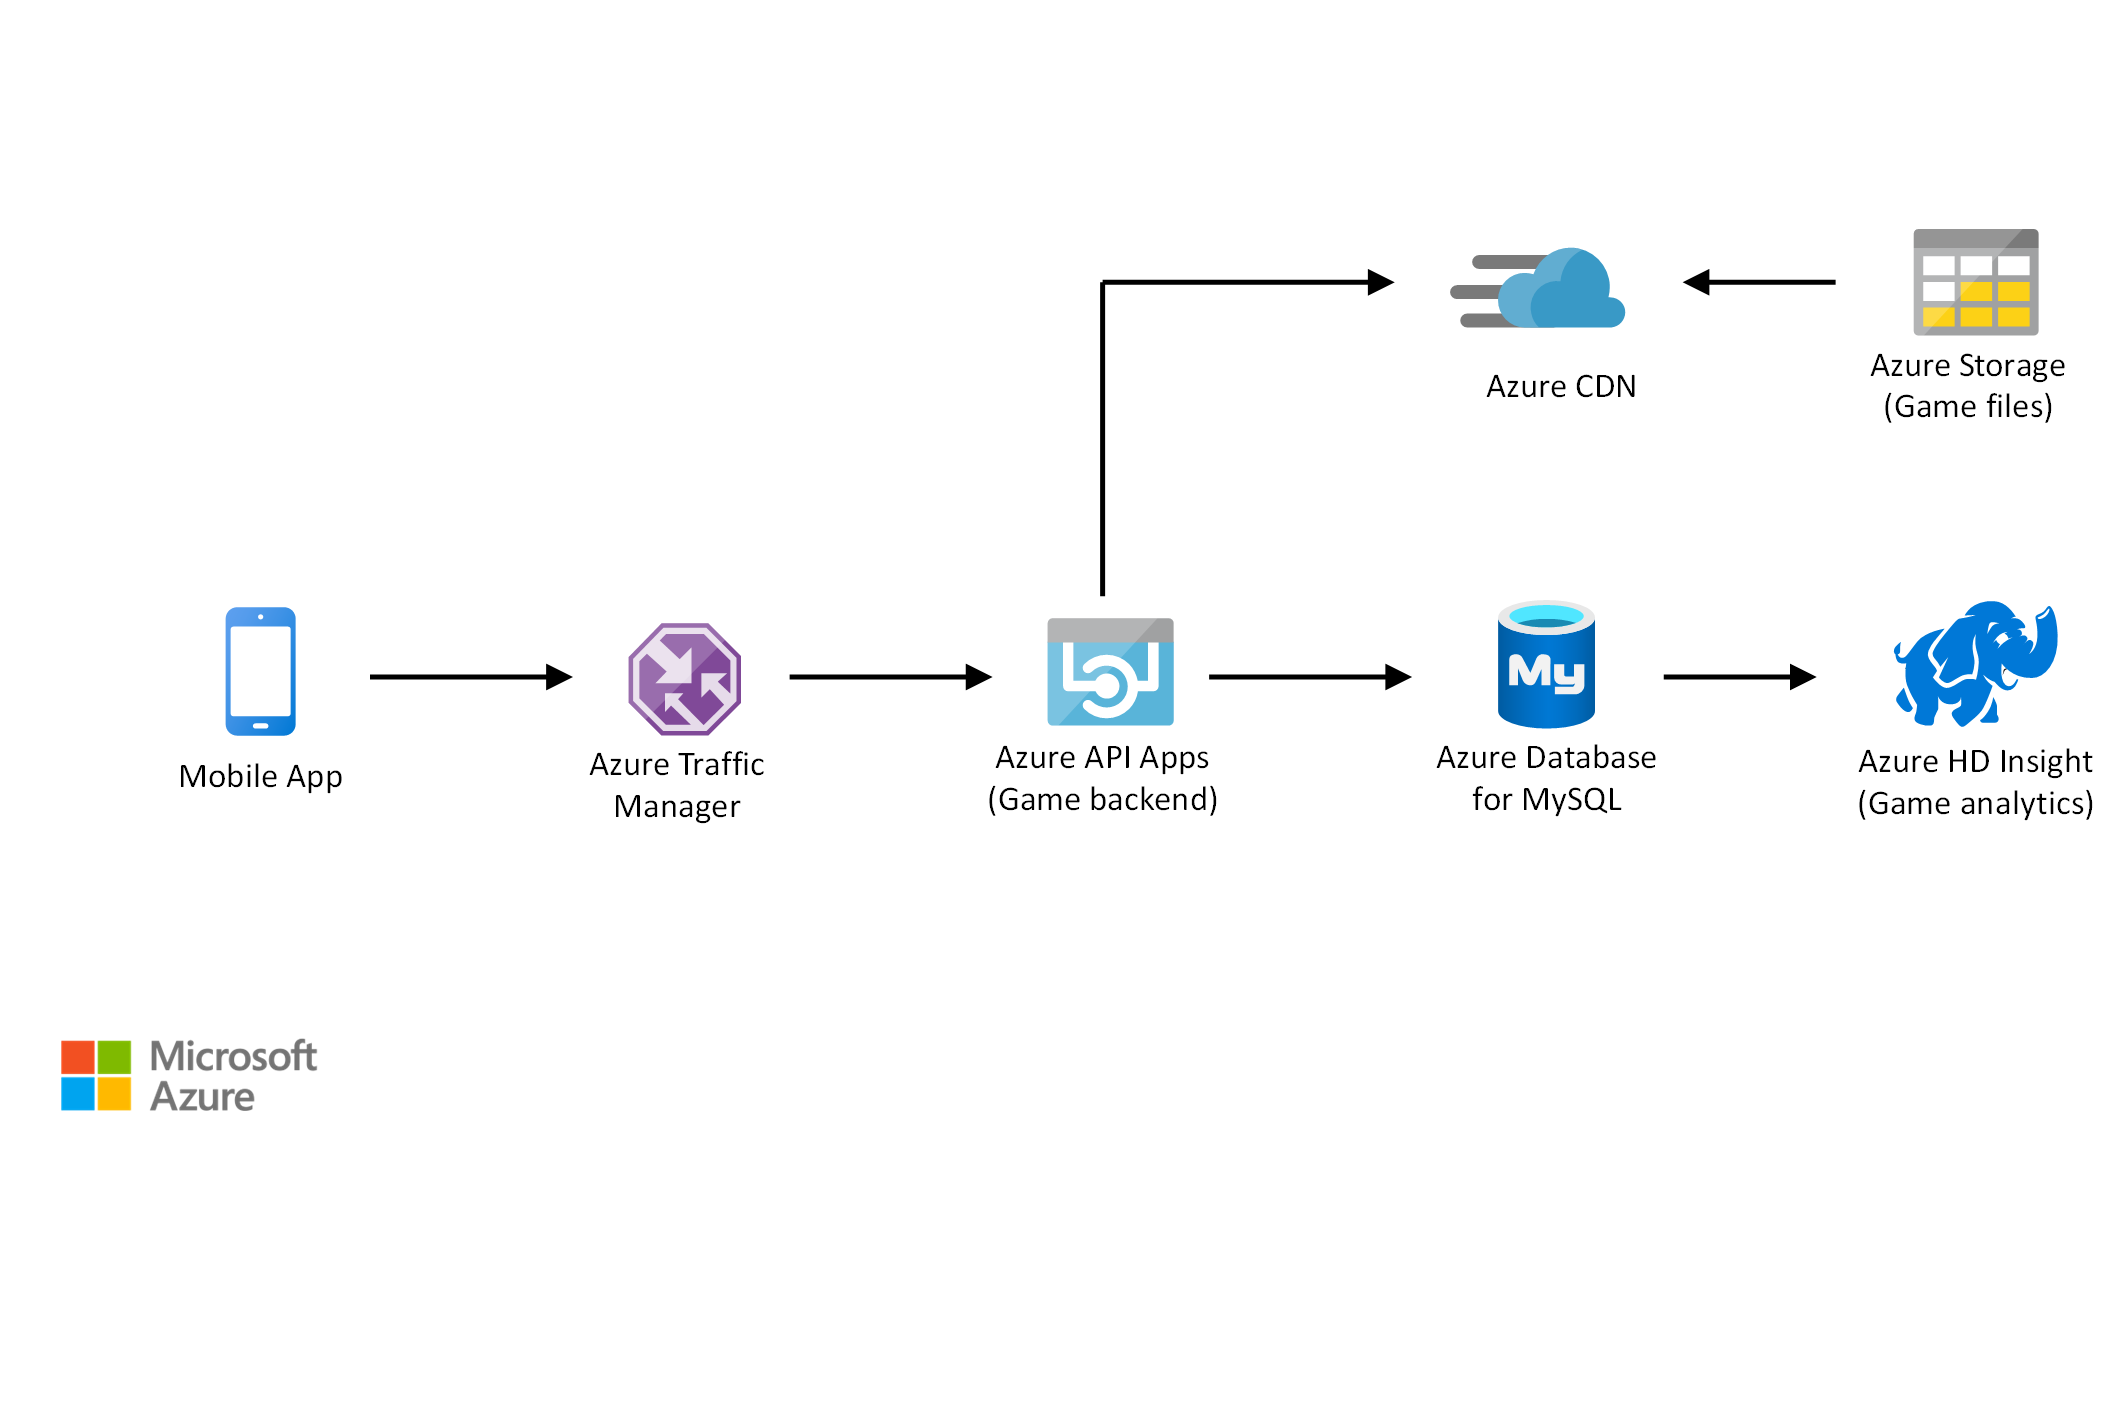 Azure CDN
Azure Storage
(Game files)
Mobile App
Azure Traffic
Manager
Azure API Apps
(Game backend)
My
Azure Database
for MySQL
Azure HD Insight
(Game analytics)
Microsoft
Azure